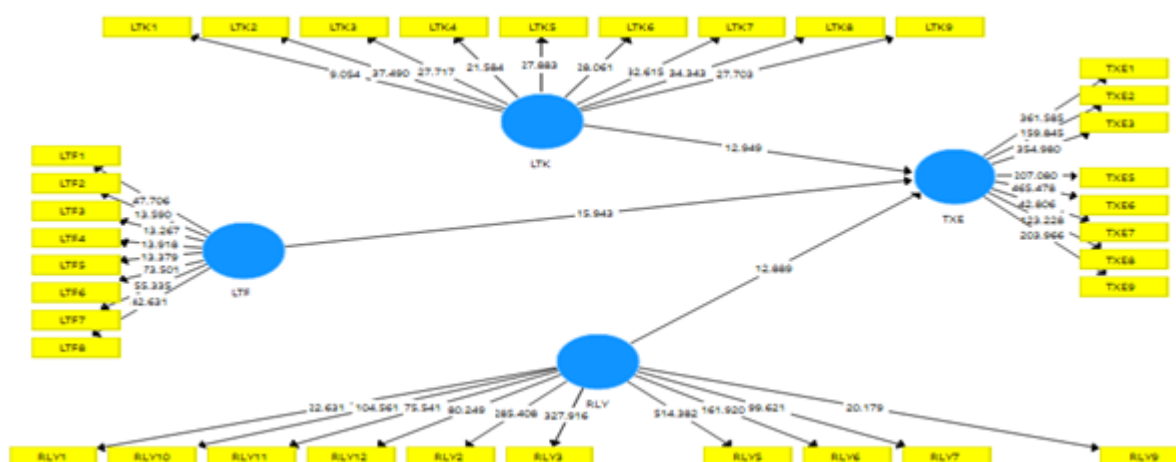 LTK1 LTK2 LTK3 LTK4 LTK5 LTK6 LTK7 LTK8 LTK9
9.054 37.490 27.717 21.584 27.883 28.061 32.615 34.343 27.703
LTK
TXE1
TXE2
TXE3
361.585
159.845
354.980
12.949
LTF1
LTF2
LTF3
LTF4
LTF5
LTF6
LTF7
LTF8
47.706
13.590
13.267
13.918
13.379
73.501
55.335
42.631
LTF
15.943
TXE
207.080
465.478
42.806
123.228
203.966
TXE5
TXE6
TXE7
TXE8
TXE9
12.889
RLY
22.631 104.561 75.541 80.249 285.408 327.916 514.382 161.920 99.621 20.179
RLY1 RLY10 RLY11 RLY12 RLY2 RLY3 RLY5 RLY6 RLY7 RLY9